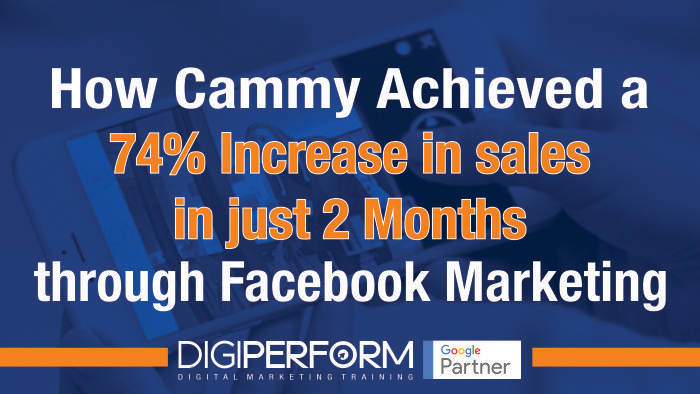 How Cammy Achieved a
74% Increase in sales
in just 2 Months
through Facebook Marketing
DIGIPERFORM
DIGITAL MARKETING TRAINING
Google
Partner